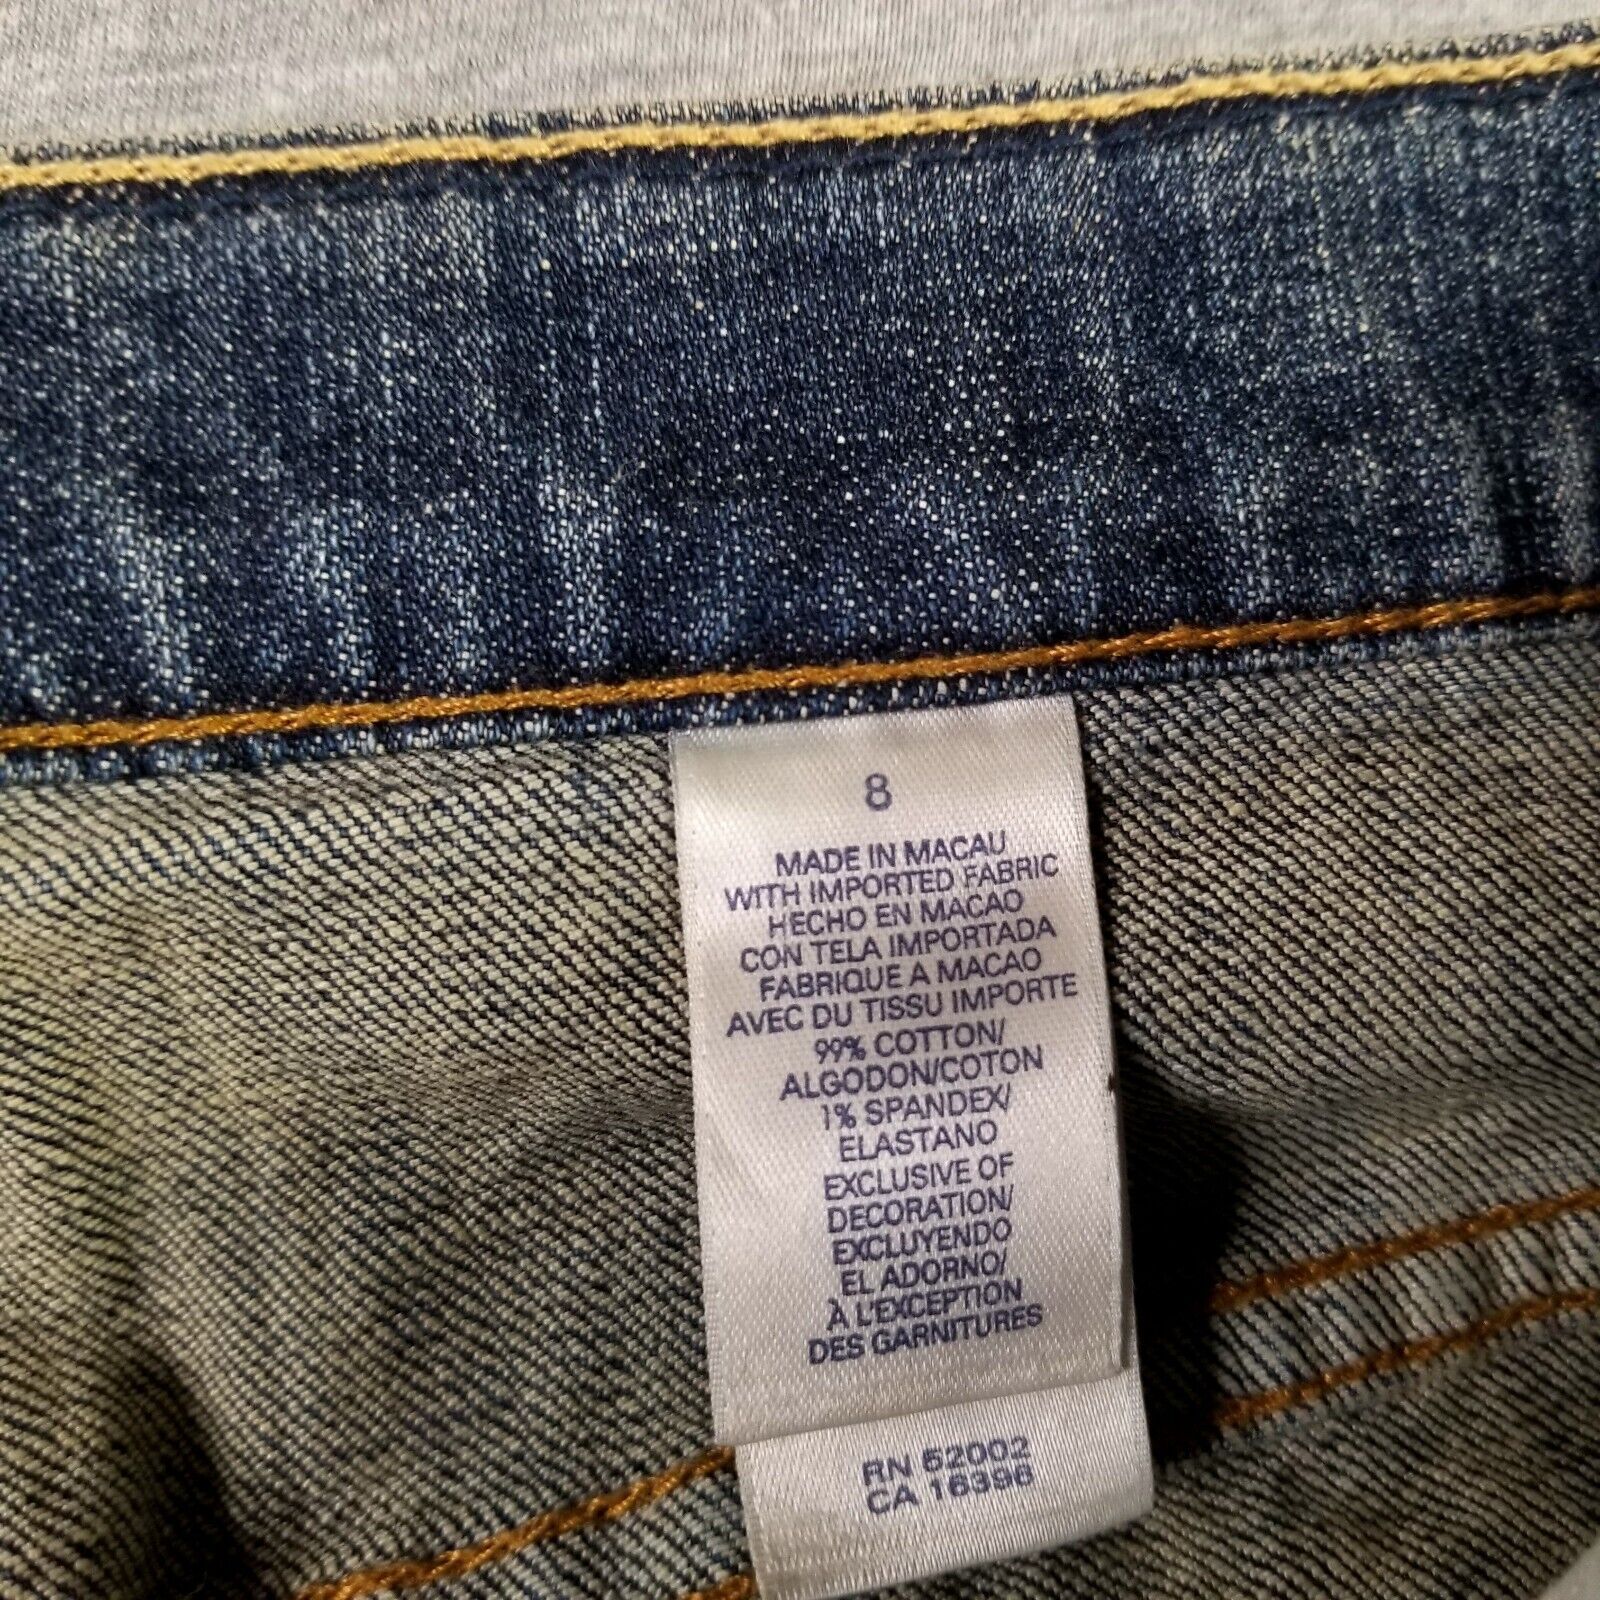 8
MADE IN MACAU
WITH IMPORTED FABRIC
HECHO EN MACAO
CON TELA IMPORTADA
FABRIQUE A MACAO
AVEC DU TISSU IMPORTE
99% COTTON/
ALGODON/COTON
1% SPANDEX/
ELASTANO
EXCLUSIVE OF
DECORATION/
EXCLUYENDO
EL ADORNO/
À L'EXCEPTION
DES GARNITURES
RN 52002
CA 16396